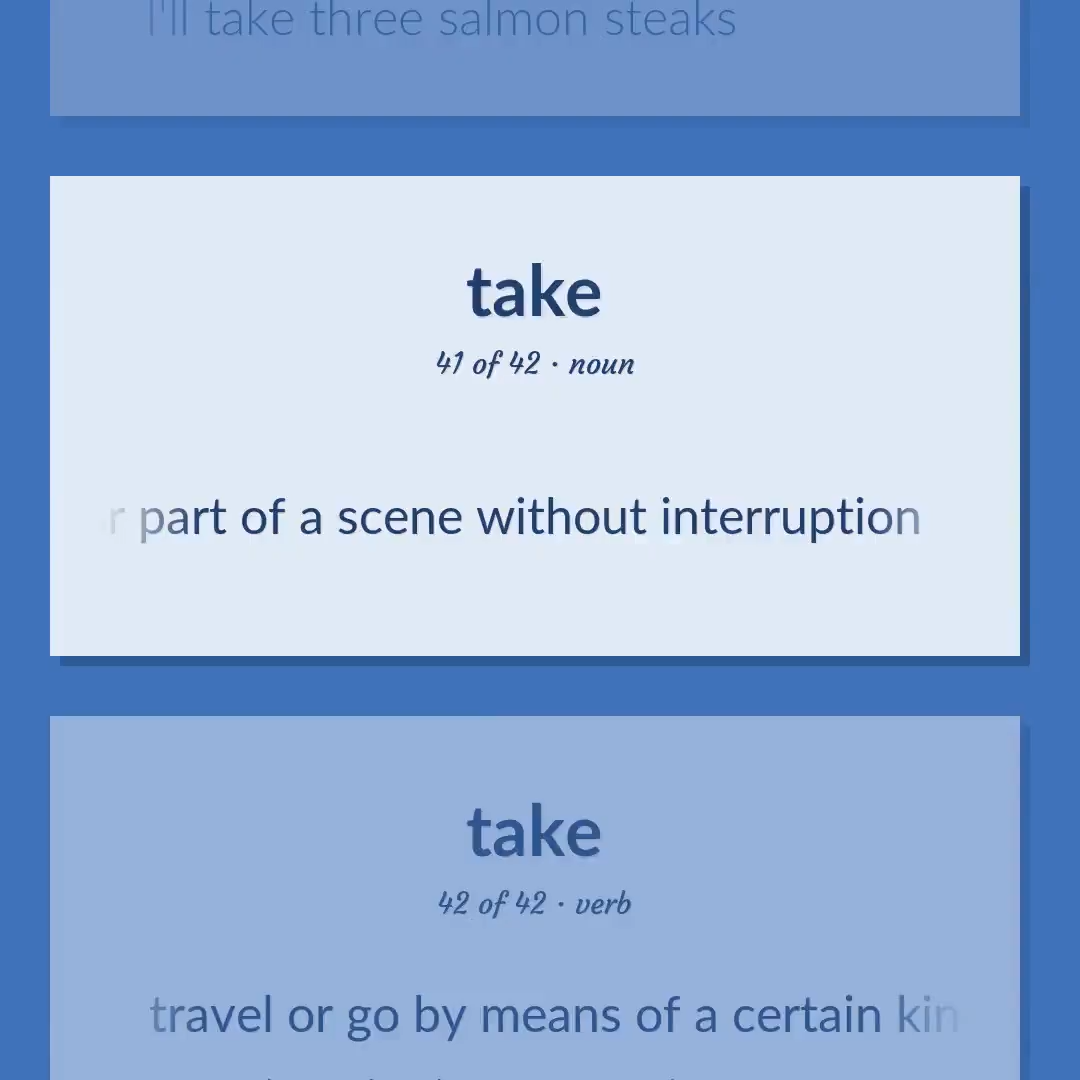 I'll take three salmon steaks
take
41 of 42 · noun
r part of a scene without interruption
take
42 of 42 · verb
travel or go by means of a certain kin